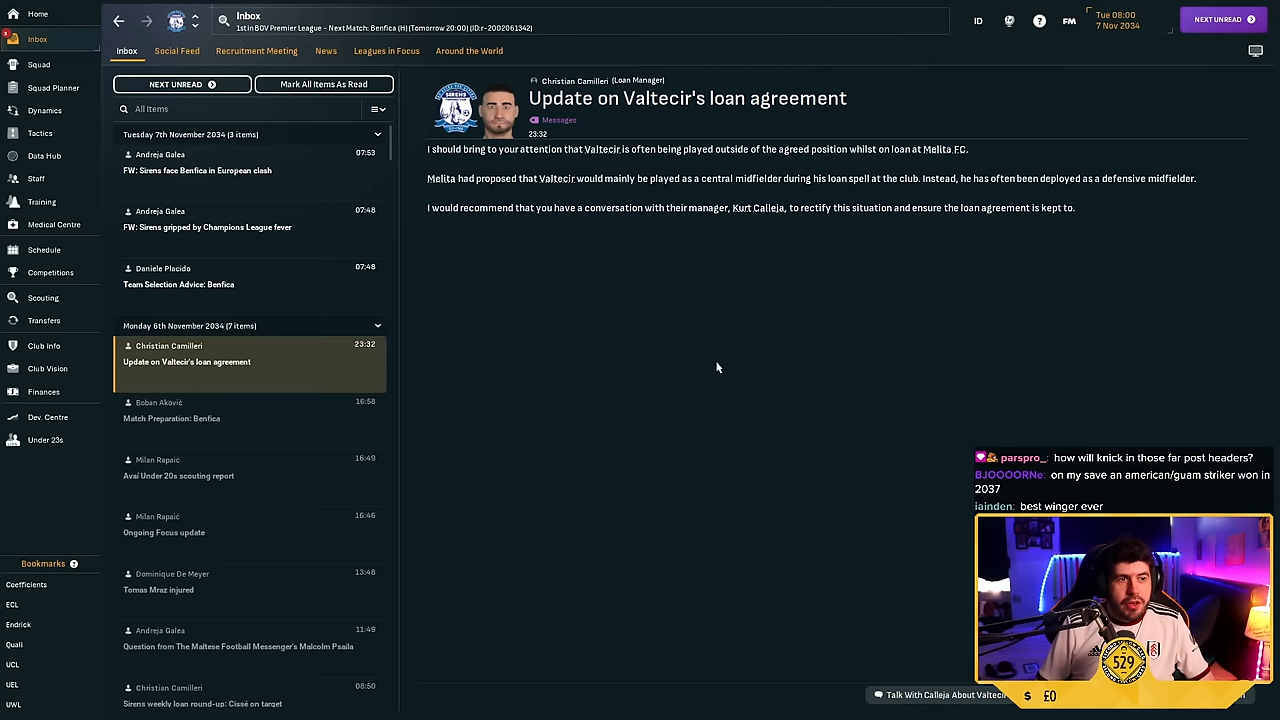 Home
Inbox
1st in BOV Premier League - Next Match: Benfica (H) (Tomorrow 20:00) (ID:r-2002061342)
ID
FM
Tue 08:00
7 Nov 2034
NEXT UNREAD
3
Inbox
Inbox
Social Feed
Recruitment Meeting
News
Leagues in Focus
Around the World
Squad
Squad Planner
Dynamics
Tactics
Data Hub
Staff
Training
Medical Centre
Schedule
Competitions
Scouting
Transfers
Club Info
Club Vision
Finances
Dev. Centre
Under 23s
Bookmarks ?
Coefficients
ECL
Endrick
Quali
UCL
UEL
UWL
NEXT UNREAD
Mark All Items As Read
All Items
Tuesday 7th November 2034 (3 items)
Andreja Galea 07:53
FW: Sirens face Benfica in European clash
Andreja Galea 07:48
FW: Sirens gripped by Champions League fever
Daniele Placido 07:48
Team Selection Advice: Benfica
Monday 6th November 2034 (7 items)
Christian Camilleri 23:32
Update on Valtecir's loan agreement
Boban Aković 16:58
Match Preparation: Benfica
Milan Rapaić 16:49
Avaí Under 20s scouting report
Milan Rapaić 16:46
Ongoing Focus update
Dominique De Meyer 13:48
Tomas Mraz injured
Andreja Galea 11:49
Question from The Maltese Football Messenger's Malcolm Psaila
Christian Camilleri 08:50
Sirens weekly loan round-up: Cissé on target
SIRENS
Christian Camilleri (Loan Manager)
Update on Valtecir's loan agreement
Messages
23:32
I should bring to your attention that Valtecir is often being played outside of the agreed position whilst on loan at Melita FC.
Melita had proposed that Valtecir would mainly be played as a central midfielder during his loan spell at the club. Instead, he has often been deployed as a defensive midfielder.
I would recommend that you have a conversation with their manager, Kurt Calleja, to rectify this situation and ensure the loan agreement is kept to.
parspro_: how will knick in those far post headers?
BJOOOORNe: on my save an american/guam striker won in
2037
iainden: best winger ever
529
Talk With Calleja About Valteci
$ £0